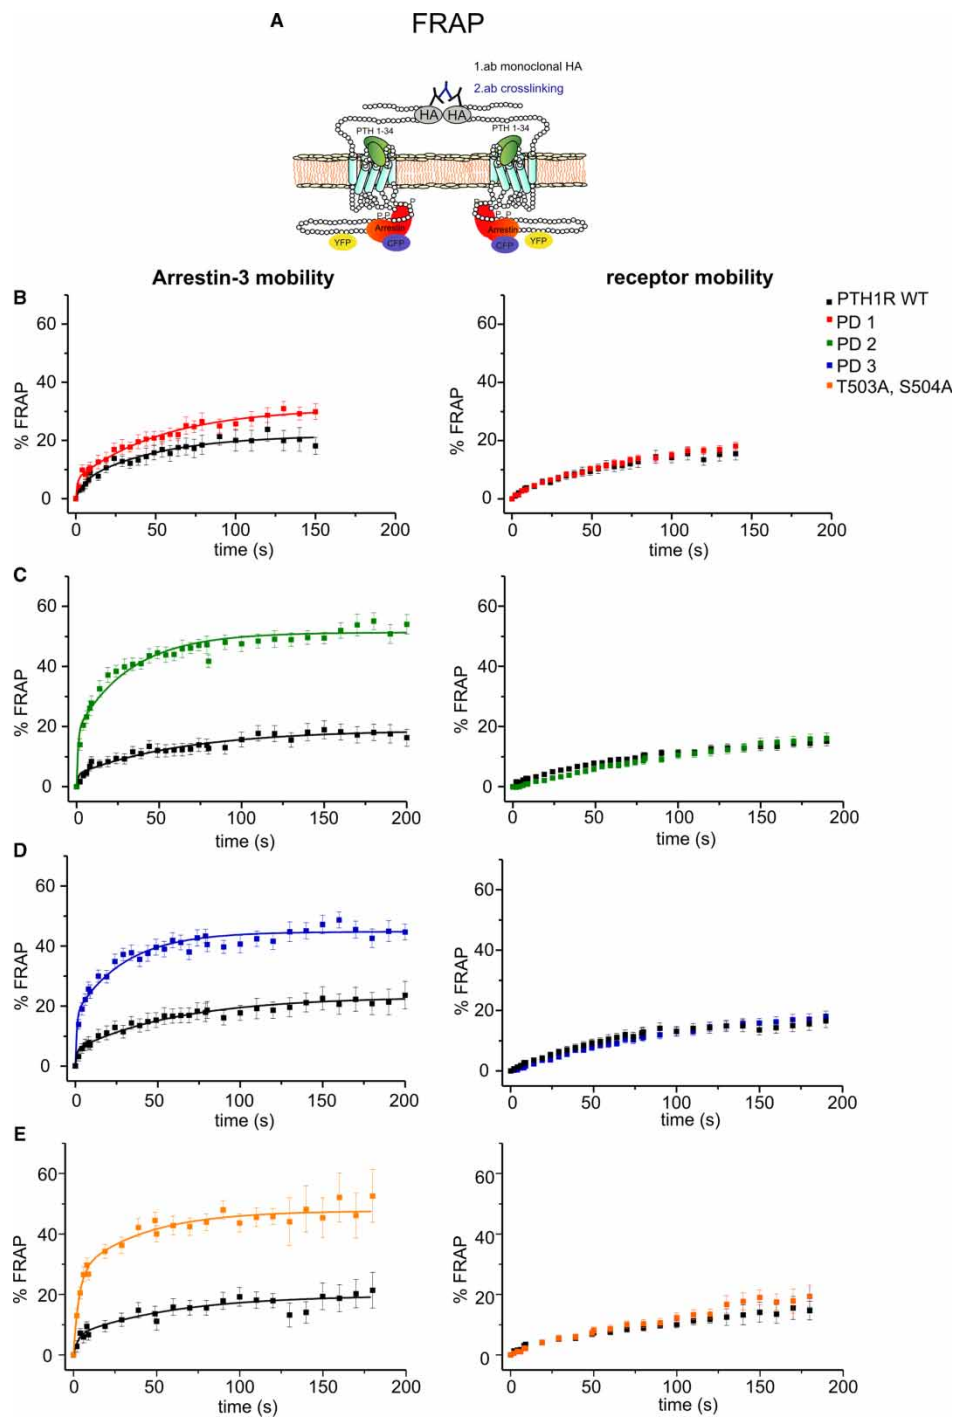 A
FRAP
1.ab monoclonal HA
2.ab crosslinking
HA HA
PTH 1-34 PTH 1-34
P P P P P
Arrestin Arrestin
YFP CFP CFP YFP
Arrestin-3 mobility
receptor mobility
B
PTH1R WT
PD 1
PD 2
PD 3
T503A, S504A
% FRAP
60
40
20
0
0 50 100 150 200
time (s)
% FRAP
60
40
20
0
0 50 100 150 200
time (s)
C
% FRAP
60
40
20
0
0 50 100 150 200
time (s)
% FRAP
60
40
20
0
0 50 100 150 200
time (s)
D
% FRAP
60
40
20
0
0 50 100 150 200
time (s)
% FRAP
60
40
20
0
0 50 100 150 200
time (s)
E
% FRAP
60
40
20
0
0 50 100 150 200
time (s)
% FRAP
60
40
20
0
0 50 100 150 200
time (s)